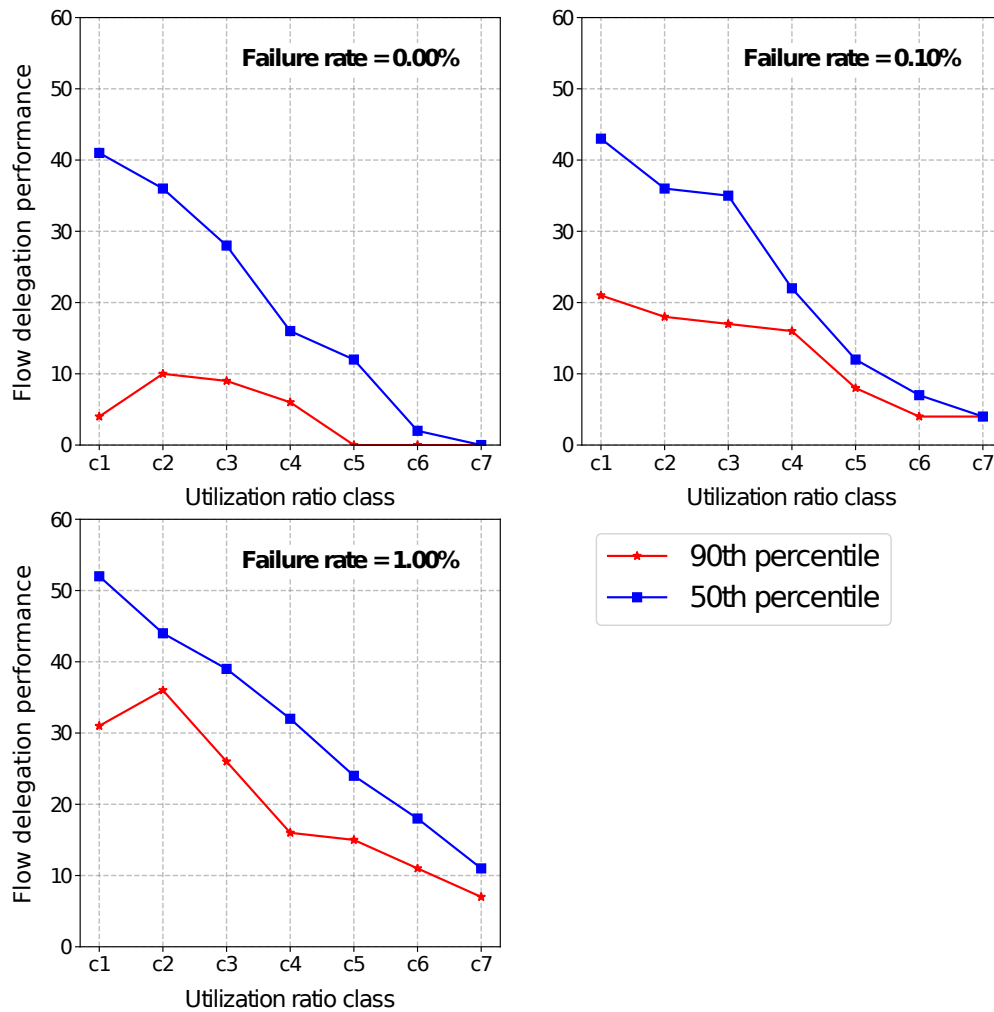 Failure rate = 0.00%
Flow delegation performance
60
50
40
30
20
10
0
c1 c2 c3 c4 c5 c6 c7
Utilization ratio class
Failure rate = 0.10%
60
50
40
30
20
10
0
c1 c2 c3 c4 c5 c6 c7
Utilization ratio class
Failure rate = 1.00%
Flow delegation performance
60
50
40
30
20
10
0
c1 c2 c3 c4 c5 c6 c7
Utilization ratio class
90th percentile
50th percentile